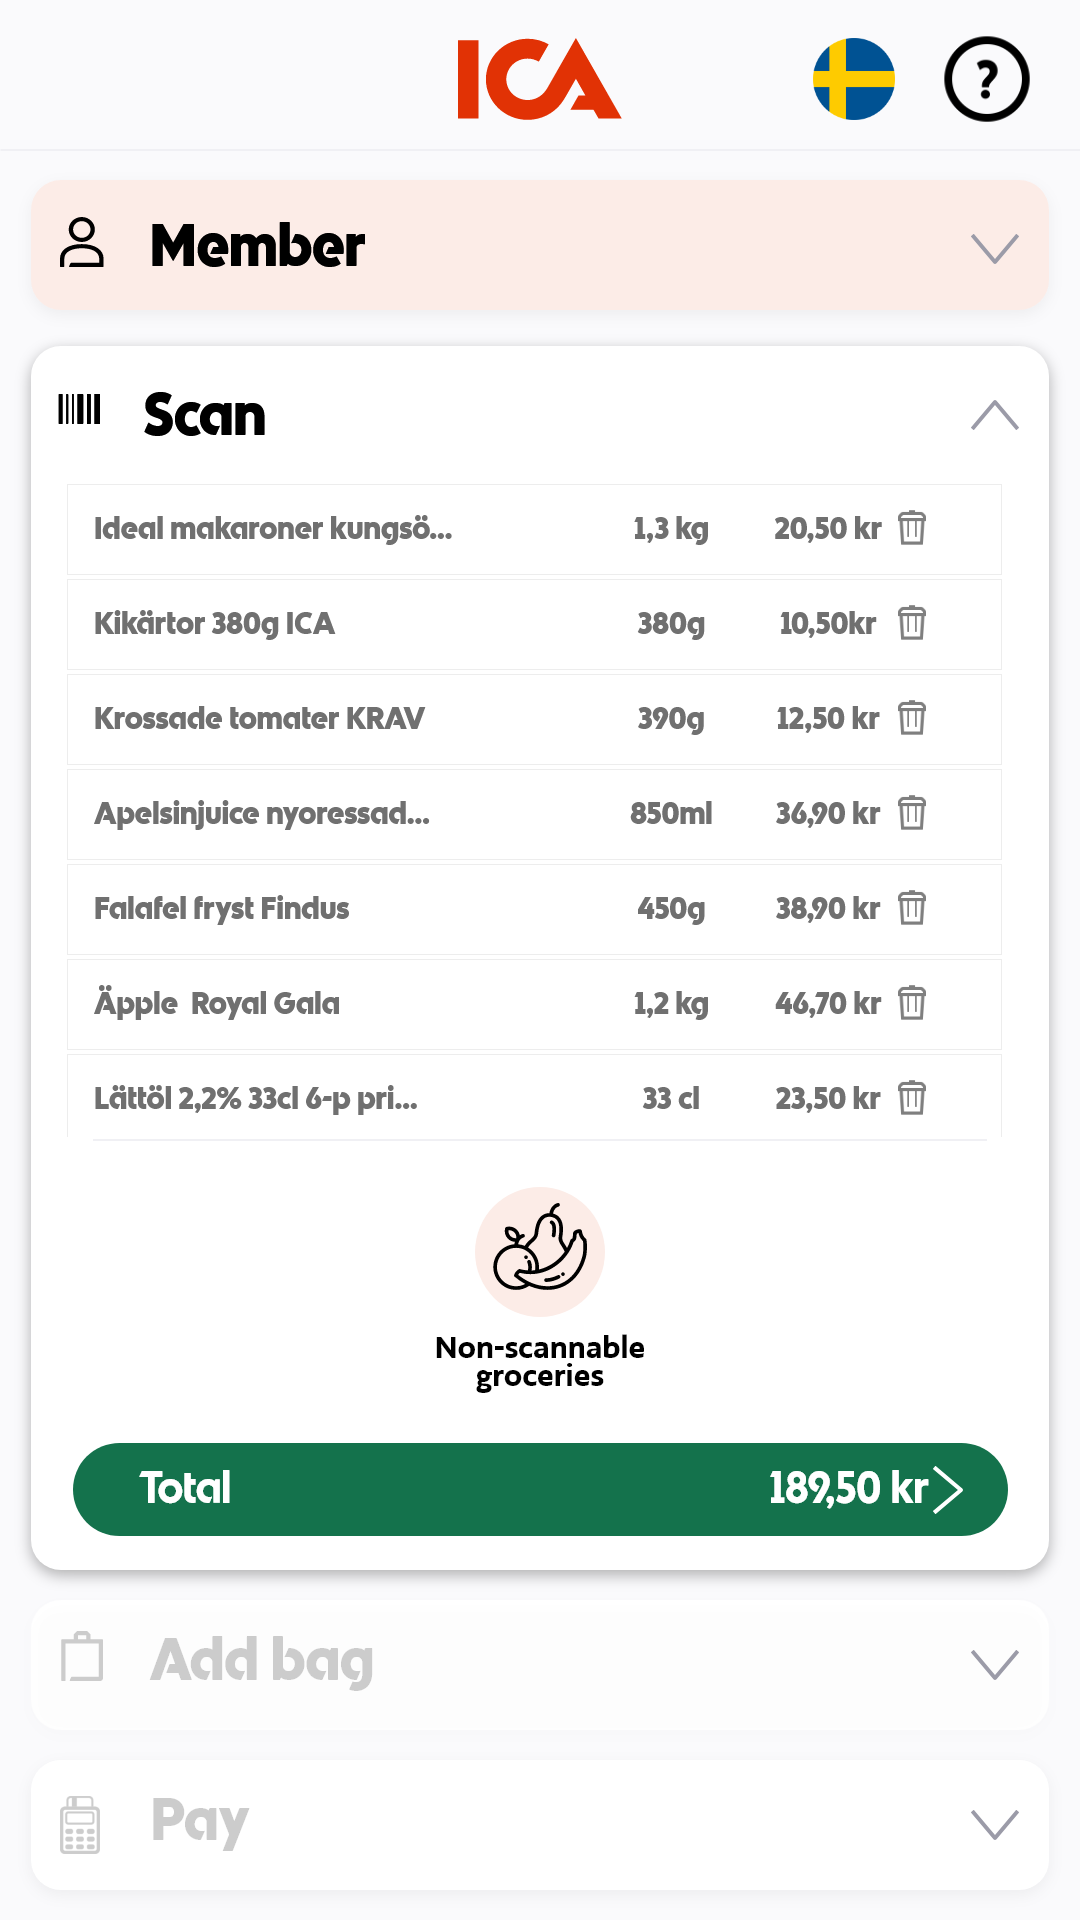 ICA
?
Member
Scan
Ideal makaroner kungsö... 1,3 kg 20,50 kr
Kikärtor 380g ICA 380g 10,50kr
Krossade tomater KRAV 390g 12,50 kr
Apelsinjuice nyoressad... 850ml 36,90 kr
Falafel fryst Findus 450g 38,90 kr
Äpple Royal Gala 1,2 kg 46,70 kr
Lättöl 2,2% 33cl 6-p pri... 33 cl 23,50 kr
Non-scannable
groceries
Total 189,50 kr
Add bag
Pay